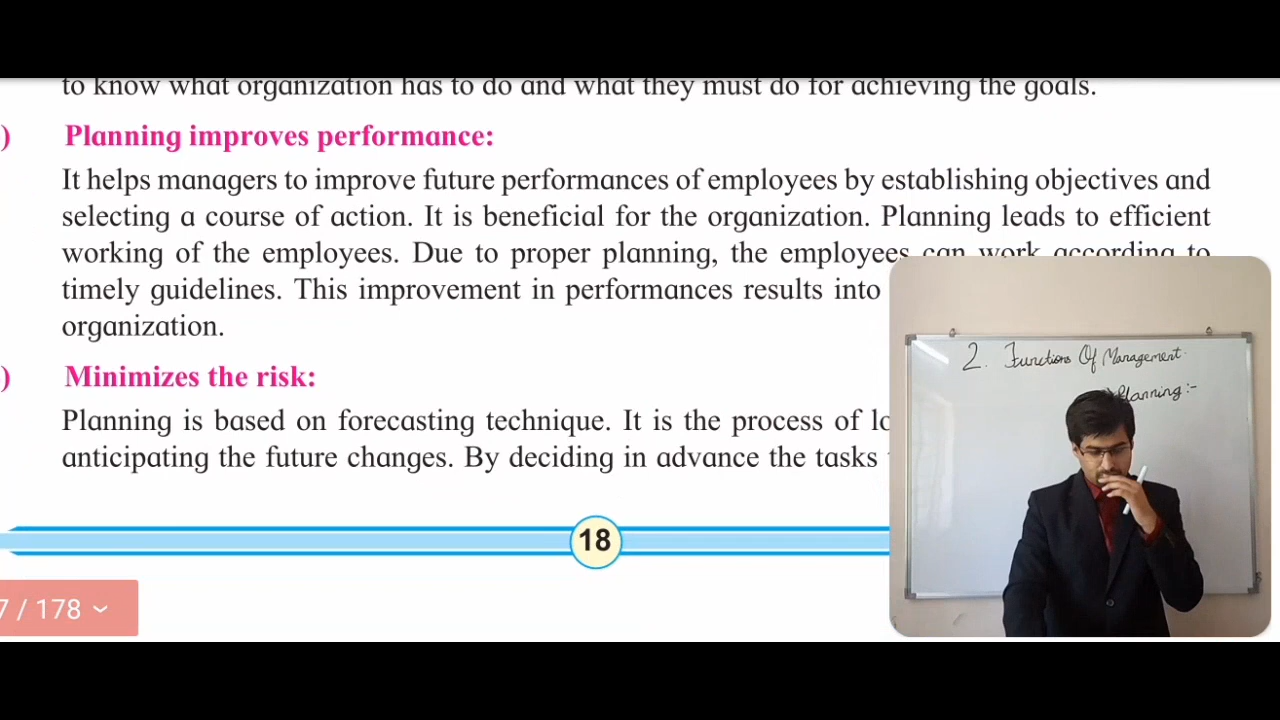 to know what organization has to do and what they must do for achieving the goals.
) Planning improves performance:
It helps managers to improve future performances of employees by establishing objectives and
selecting a course of action. It is beneficial for the organization. Planning leads to efficient
working of the employees. Due to proper planning, the employees can work according to
timely guidelines. This improvement in performances results into
organization.
) Minimizes the risk:
Planning is based on forecasting technique. It is the process of
anticipating the future changes. By deciding in advance the tasks
18
7 / 178
2. Functions Of Management.
Planning:-